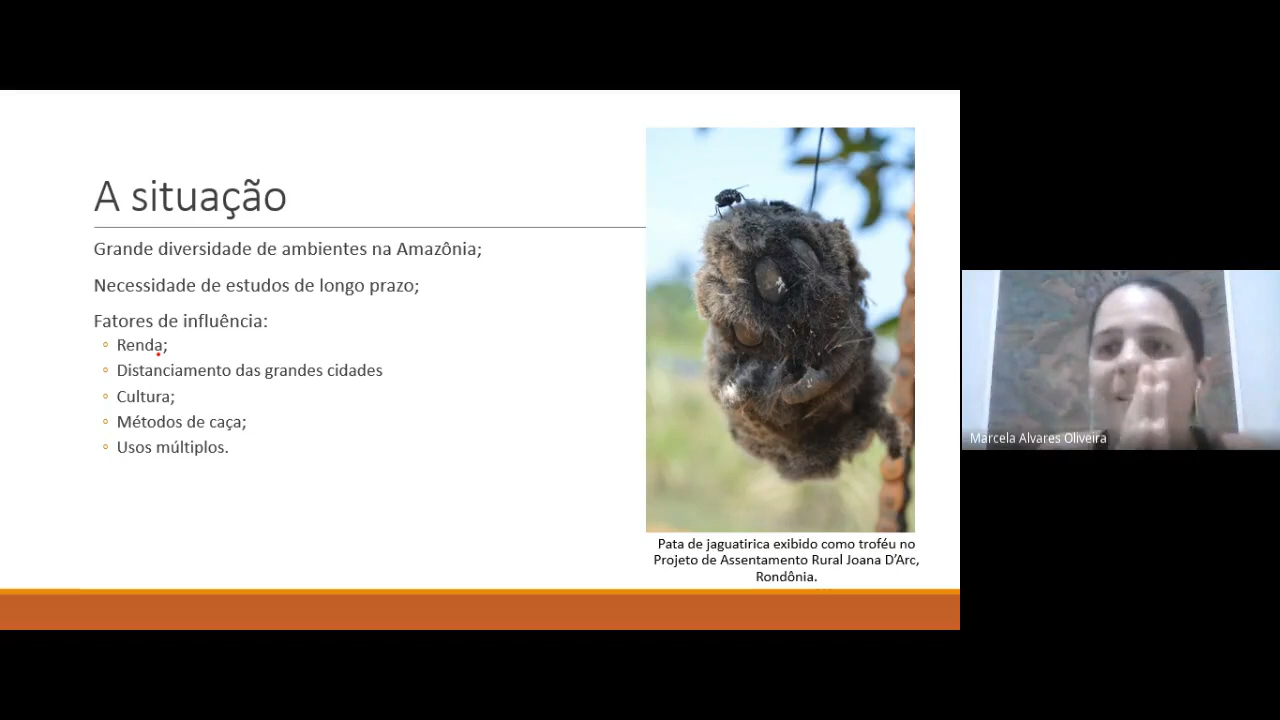 A situação
Grande diversidade de ambientes na Amazônia;
Necessidade de estudos de longo prazo;
Fatores de influência:
Renda;
Distanciamento das grandes cidades
Cultura;
Métodos de caça;
Usos múltiplos.
Pata de jaguatirica exibido como troféu no
Projeto de Assentamento Rural Joana D’Arc,
Rondônia.
Marcela Alvares Oliveira